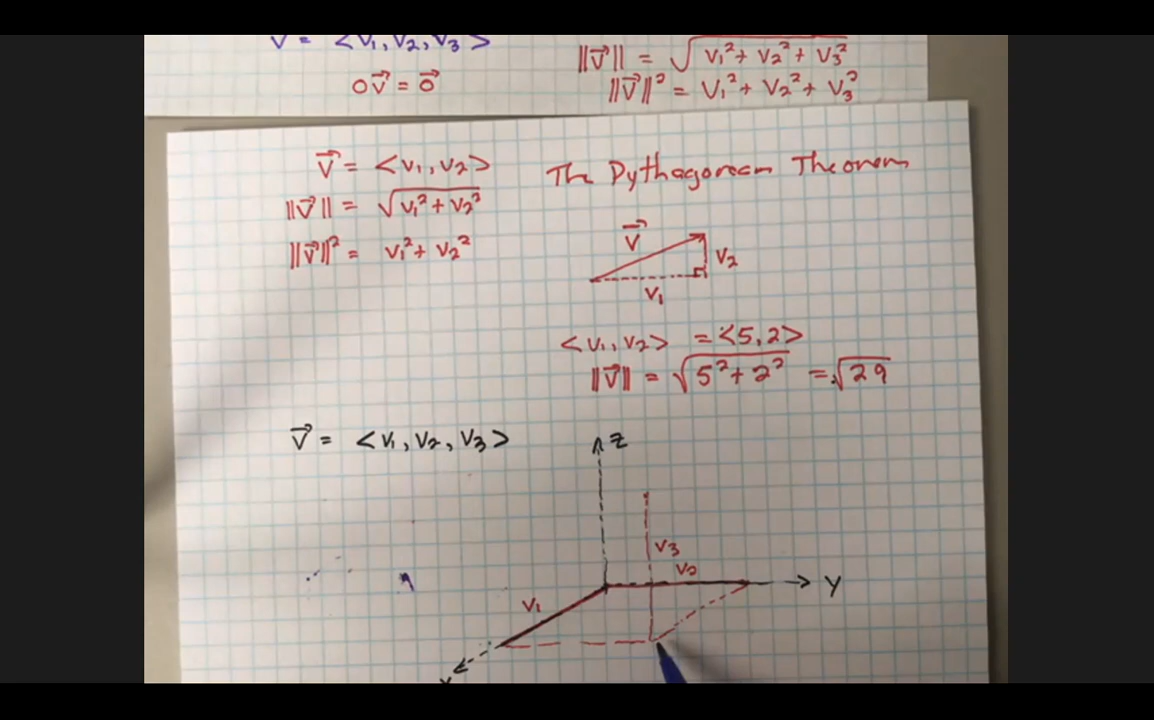 v = <v₁, v₂, v₃>
0v⃗ = 0⃗
||v⃗|| = √(v₁² + v₂² + v₃²)
||v⃗||² = v₁² + v₂² + v₃²
v⃗ = <v₁, v₂>
||v⃗|| = √(v₁² + v₂²)
||v⃗||² = v₁² + v₂²
The Pythagorean Theorem
v⃗
v₂
v₁
<v₁, v₂> = <5, 2>
||v⃗|| = √(5² + 2²) = √29
v⃗ = <v₁, v₂, v₃>
z
v₃
v₂
y
v₁